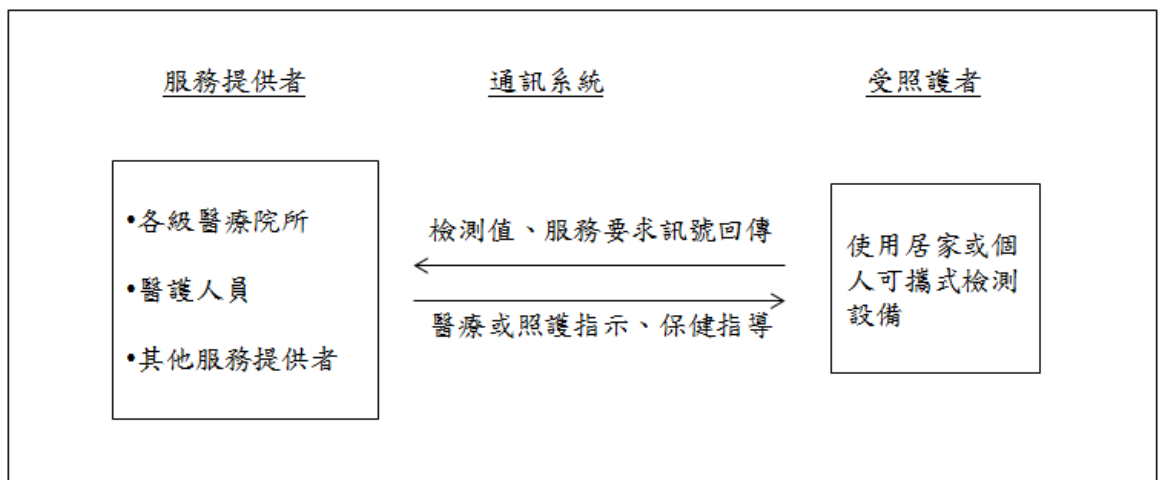 服務提供者
通訊系統
受照護者
•各級醫療院所
•醫護人員
•其他服務提供者
檢測值、服務要求訊號回傳
醫療或照護指示、保健指導
使用居家或個
人可攜式檢測
設備